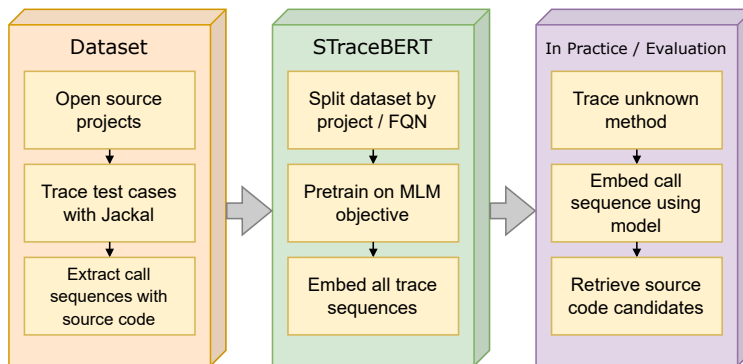 Dataset
Open source
projects
Trace test cases
with Jackal
Extract call
sequences with
source code
STraceBERT
Split dataset by
project / FQN
Pretrain on MLM
objective
Embed all trace
sequences
In Practice / Evaluation
Trace unknown
method
Embed call
sequence using
model
Retrieve source
code candidates